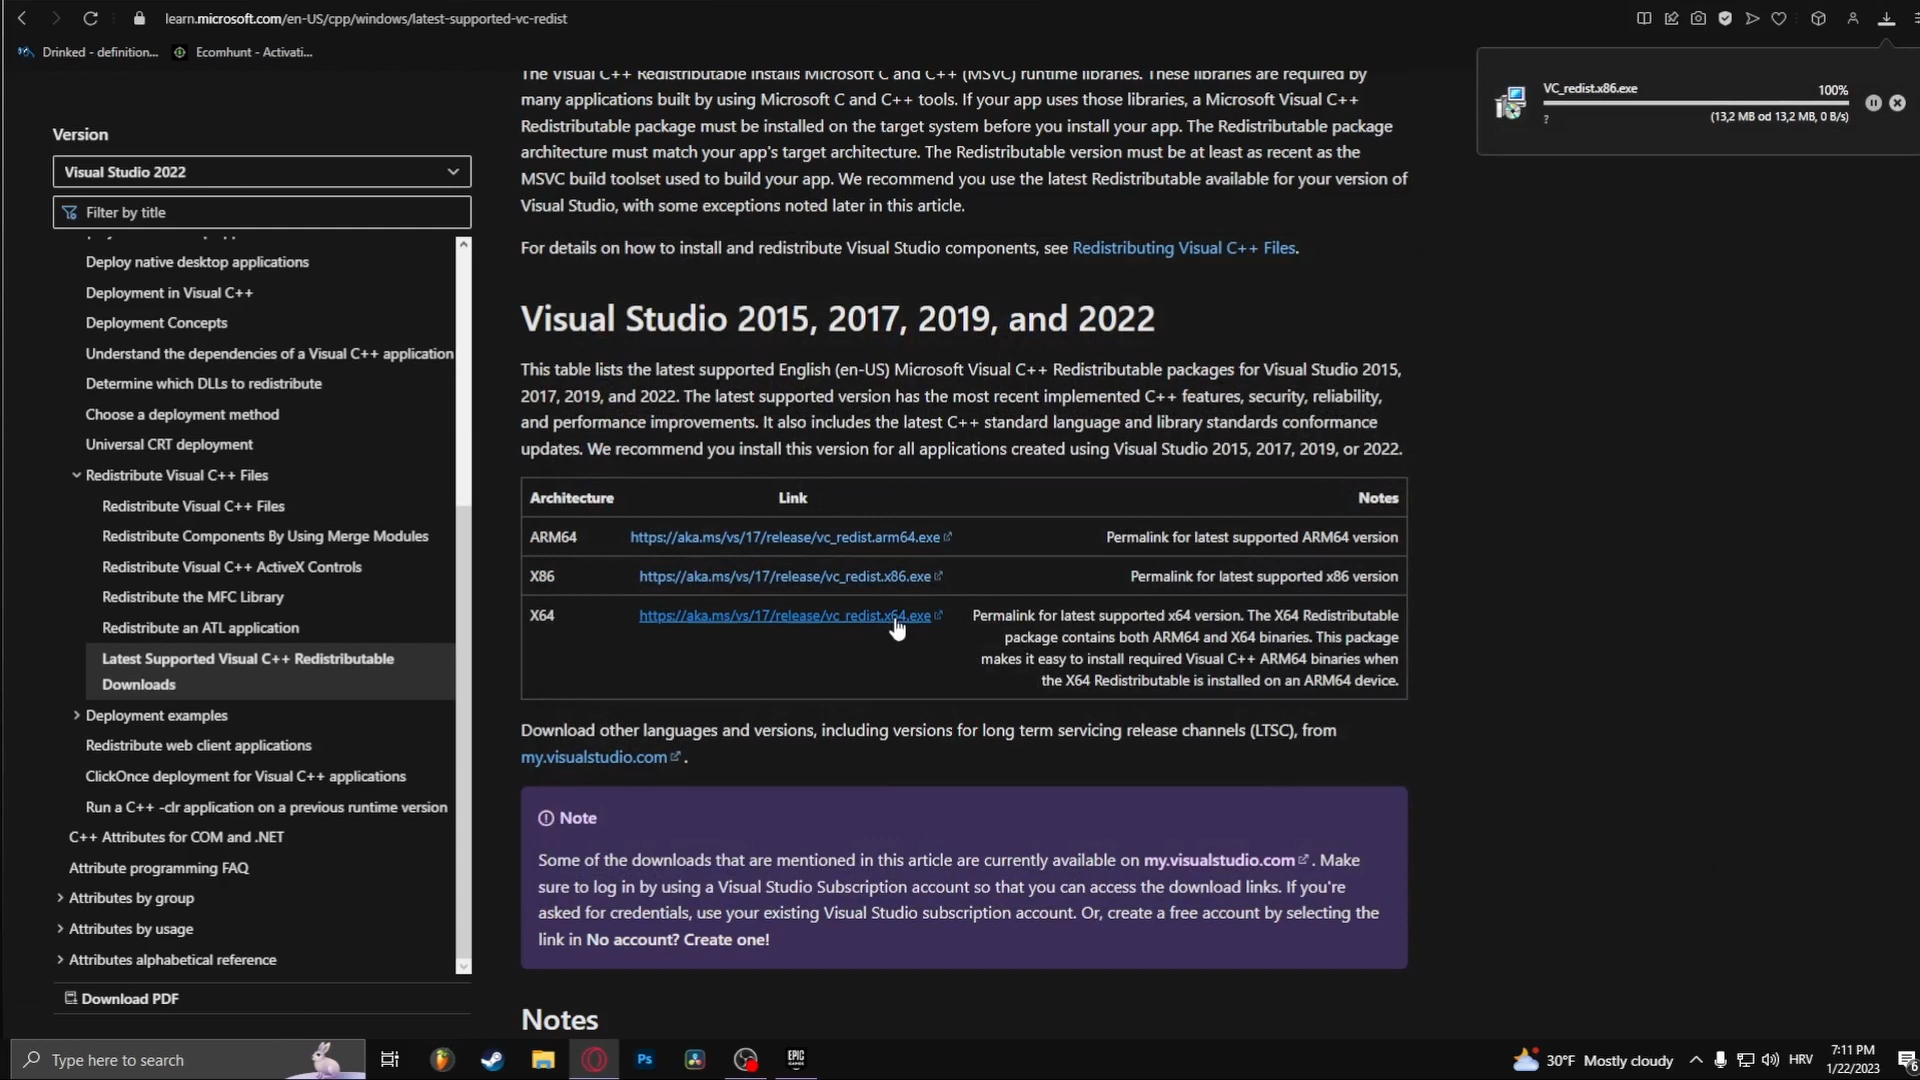 learn.microsoft.com/en-US/cpp/windows/latest-supported-vc-redist
Drinked - definition...
Ecomhunt - Activati...
VC_redist.x86.exe
100%
?
(13,2 MB od 13,2 MB, 0 B/s)
Version
Visual Studio 2022
Filter by title
Deploy native desktop applications
Deployment in Visual C++
Deployment Concepts
Understand the dependencies of a Visual C++ application
Determine which DLLs to redistribute
Choose a deployment method
Universal CRT deployment
Redistribute Visual C++ Files
Redistribute Visual C++ Files
Redistribute Components By Using Merge Modules
Redistribute Visual C++ ActiveX Controls
Redistribute the MFC Library
Redistribute an ATL application
Latest Supported Visual C++ Redistributable
Downloads
Deployment examples
Redistribute web client applications
ClickOnce deployment for Visual C++ applications
Run a C++ -clr application on a previous runtime version
C++ Attributes for COM and .NET
Attribute programming FAQ
Attributes by group
Attributes by usage
Attributes alphabetical reference
Download PDF
The Visual C++ Redistributable installs Microsoft C and C++ (MSVC) runtime libraries. These libraries are required by
many applications built by using Microsoft C and C++ tools. If your app uses those libraries, a Microsoft Visual C++
Redistributable package must be installed on the target system before you install your app. The Redistributable package
architecture must match your app's target architecture. The Redistributable version must be at least as recent as the
MSVC build toolset used to build your app. We recommend you use the latest Redistributable available for your version of
Visual Studio, with some exceptions noted later in this article.
For details on how to install and redistribute Visual Studio components, see Redistributing Visual C++ Files.
Visual Studio 2015, 2017, 2019, and 2022
This table lists the latest supported English (en-US) Microsoft Visual C++ Redistributable packages for Visual Studio 2015,
2017, 2019, and 2022. The latest supported version has the most recent implemented C++ features, security, reliability,
and performance improvements. It also includes the latest C++ standard language and library standards conformance
updates. We recommend you install this version for all applications created using Visual Studio 2015, 2017, 2019, or 2022.
Architecture Link Notes
ARM64 https://aka.ms/vs/17/release/vc_redist.arm64.exe Permalink for latest supported ARM64 version
X86 https://aka.ms/vs/17/release/vc_redist.x86.exe Permalink for latest supported x86 version
X64 https://aka.ms/vs/17/release/vc_redist.x64.exe Permalink for latest supported x64 version. The X64 Redistributable
package contains both ARM64 and X64 binaries. This package
makes it easy to install required Visual C++ ARM64 binaries when
the X64 Redistributable is installed on an ARM64 device.
Download other languages and versions, including versions for long term servicing release channels (LTSC), from
my.visualstudio.com .
Note
Some of the downloads that are mentioned in this article are currently available on my.visualstudio.com . Make
sure to log in by using a Visual Studio Subscription account so that you can access the download links. If you're
asked for credentials, use your existing Visual Studio subscription account. Or, create a free account by selecting the
link in No account? Create one!
Notes
Type here to search
Ps
EPIC
30°F Mostly cloudy
HRV
7:11 PM
1/22/2023
6